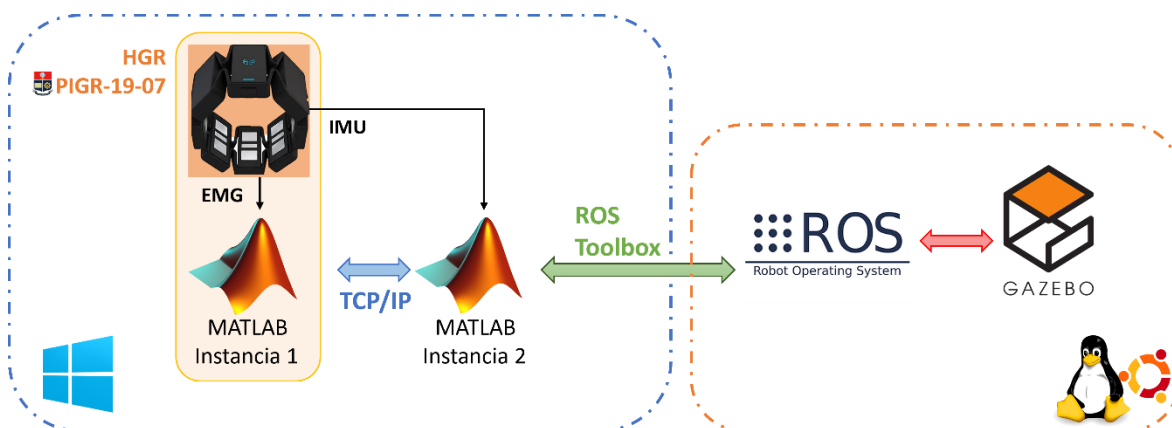 HGR
PIGR-19-07
IMU
EMG
MATLAB
Instancia 1
TCP/IP
MATLAB
Instancia 2
ROS
Toolbox
ROS
Robot Operating System
GAZEBO